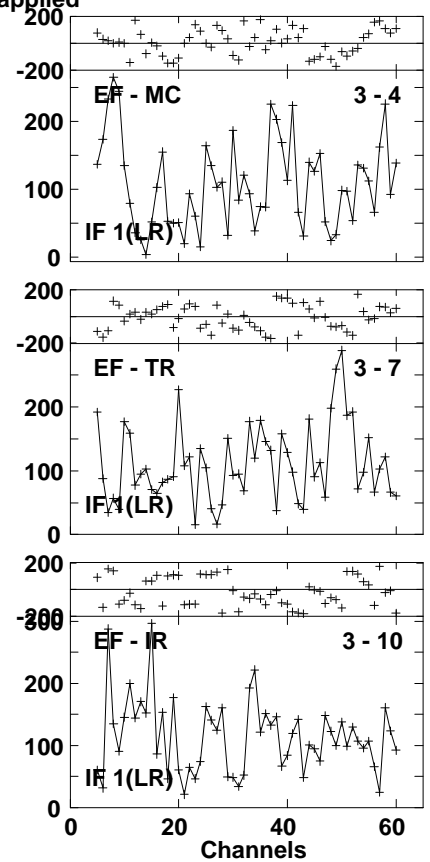 applied
200
-200
EF - MC 3 - 4
200
100
IF 1(LR)
0
200
-200
EF - TR 3 - 7
200
100
IF 1(LR)
0
200
-200
300
EF - IR 3 - 10
200
100
IF 1(LR)
0
0 20 40 60
Channels